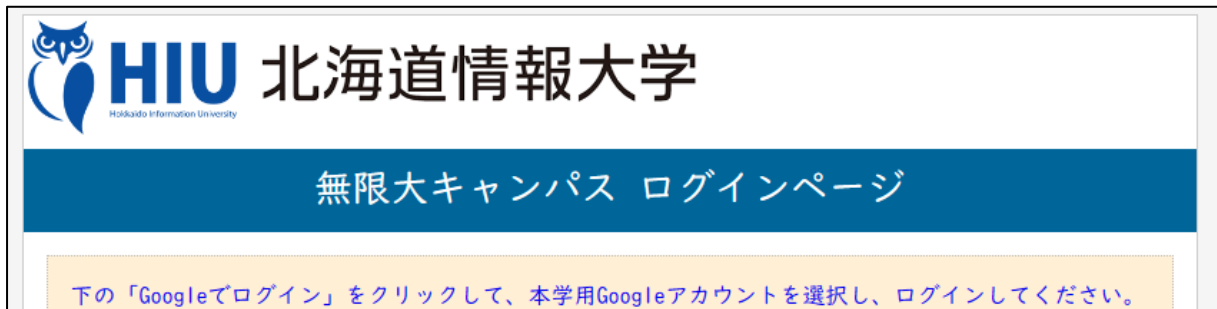 HIU 北海道情報大学
Hokkaido Information University
無限大キャンパス ログインページ
下の「Googleでログイン」をクリックして、本学用Googleアカウントを選択し、ログインしてください。